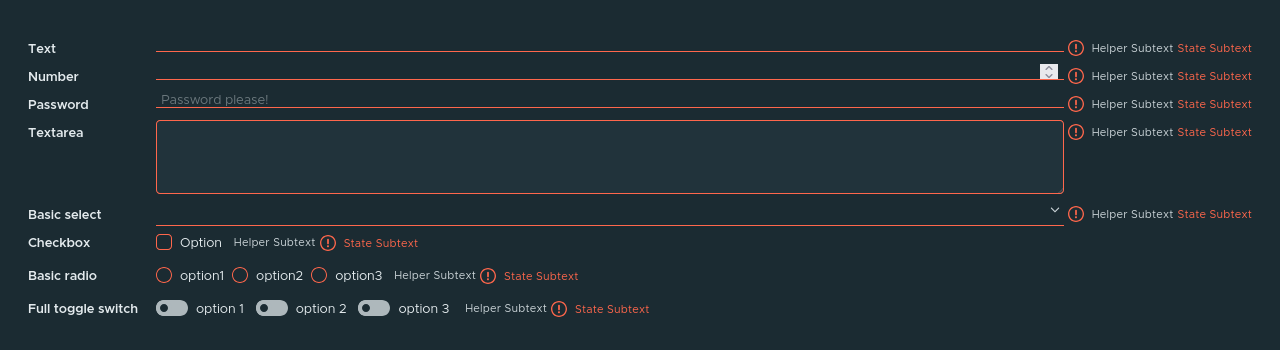 Text Helper Subtext State Subtext
Number Helper Subtext State Subtext
Password Password please! Helper Subtext State Subtext
Textarea Helper Subtext State Subtext
Basic select Helper Subtext State Subtext
Checkbox Option Helper Subtext State Subtext
Basic radio option1 option2 option3 Helper Subtext State Subtext
Full toggle switch option 1 option 2 option 3 Helper Subtext State Subtext